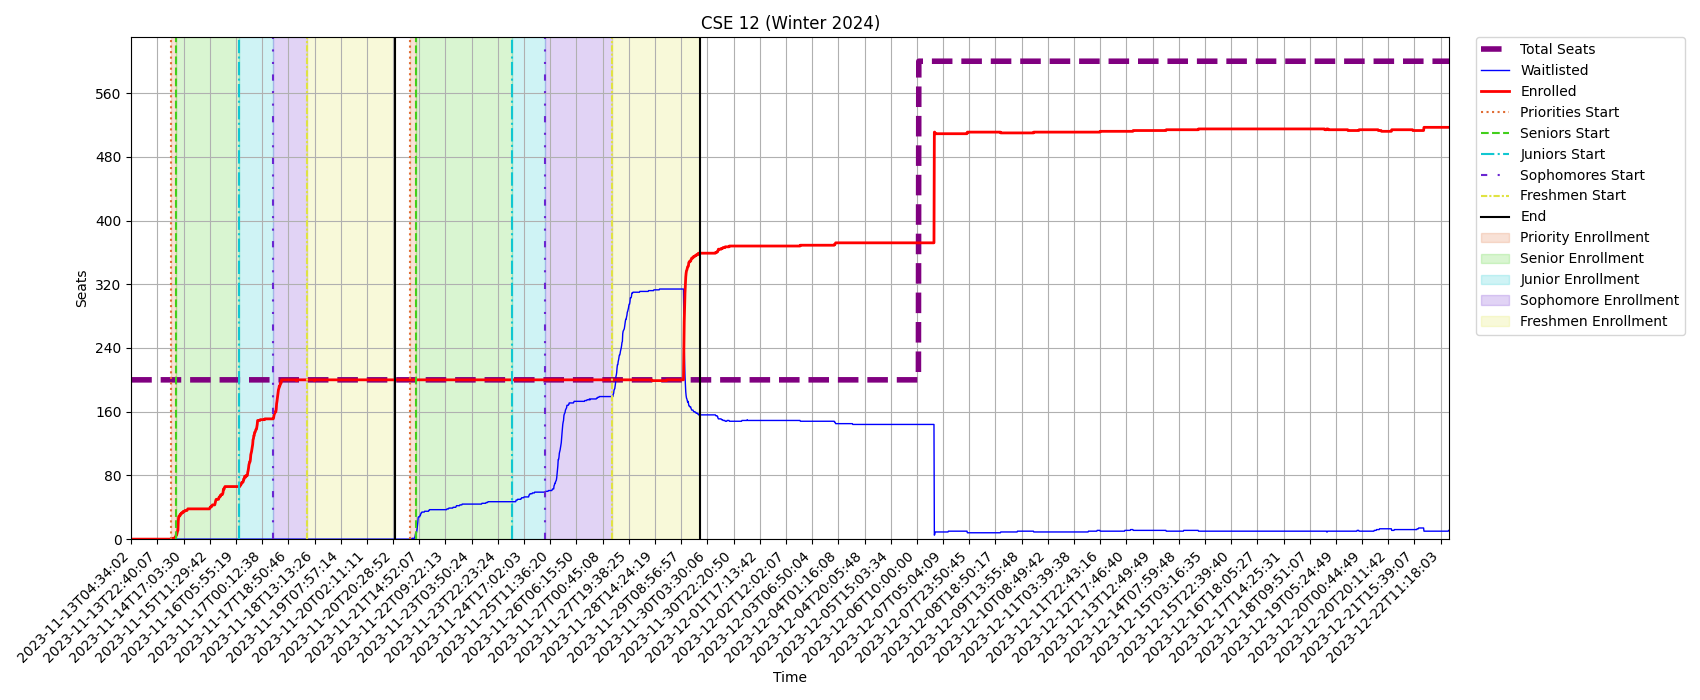 CSE 12 (Winter 2024)
Seats
560
480
400
320
240
160
80
0
2023-11-13T04:34:02
2023-11-13T22:40:07
2023-11-14T17:03:30
2023-11-15T11:29:42
2023-11-16T05:55:19
2023-11-17T00:12:38
2023-11-17T18:50:46
2023-11-18T13:13:26
2023-11-19T07:57:14
2023-11-20T02:11:11
2023-11-20T20:28:52
2023-11-21T14:52:07
2023-11-22T09:22:13
2023-11-23T03:50:24
2023-11-23T22:23:24
2023-11-24T17:02:03
2023-11-25T11:36:20
2023-11-26T06:15:50
2023-11-27T00:45:08
2023-11-27T19:38:25
2023-11-28T14:24:19
2023-11-29T08:56:57
2023-11-30T03:30:06
2023-11-30T22:20:50
2023-12-01T17:13:42
2023-12-02T12:02:07
2023-12-03T06:50:04
2023-12-04T01:16:08
2023-12-04T20:05:48
2023-12-05T15:03:34
2023-12-06T10:00:00
2023-12-07T05:04:09
2023-12-07T23:50:45
2023-12-08T18:50:17
2023-12-09T13:55:48
2023-12-10T08:49:42
2023-12-11T03:39:38
2023-12-11T22:43:16
2023-12-12T17:46:40
2023-12-13T12:49:49
2023-12-14T07:59:48
2023-12-15T03:16:35
2023-12-15T22:39:40
2023-12-16T18:05:27
2023-12-17T14:25:31
2023-12-18T09:51:07
2023-12-19T05:24:49
2023-12-20T00:44:49
2023-12-20T20:11:42
2023-12-21T15:39:07
2023-12-22T11:18:03
Time
Total Seats
Waitlisted
Enrolled
Priorities Start
Seniors Start
Juniors Start
Sophomores Start
Freshmen Start
End
Priority Enrollment
Senior Enrollment
Junior Enrollment
Sophomore Enrollment
Freshmen Enrollment